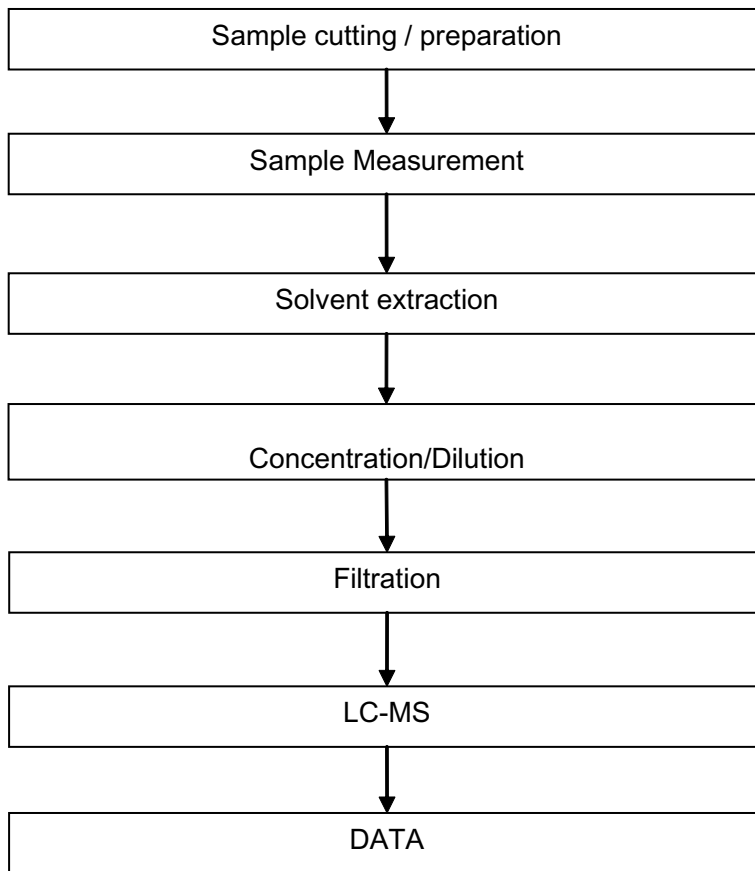 Sample cutting / preparation
Sample Measurement
Solvent extraction
Concentration/Dilution
Filtration
LC-MS
DATA